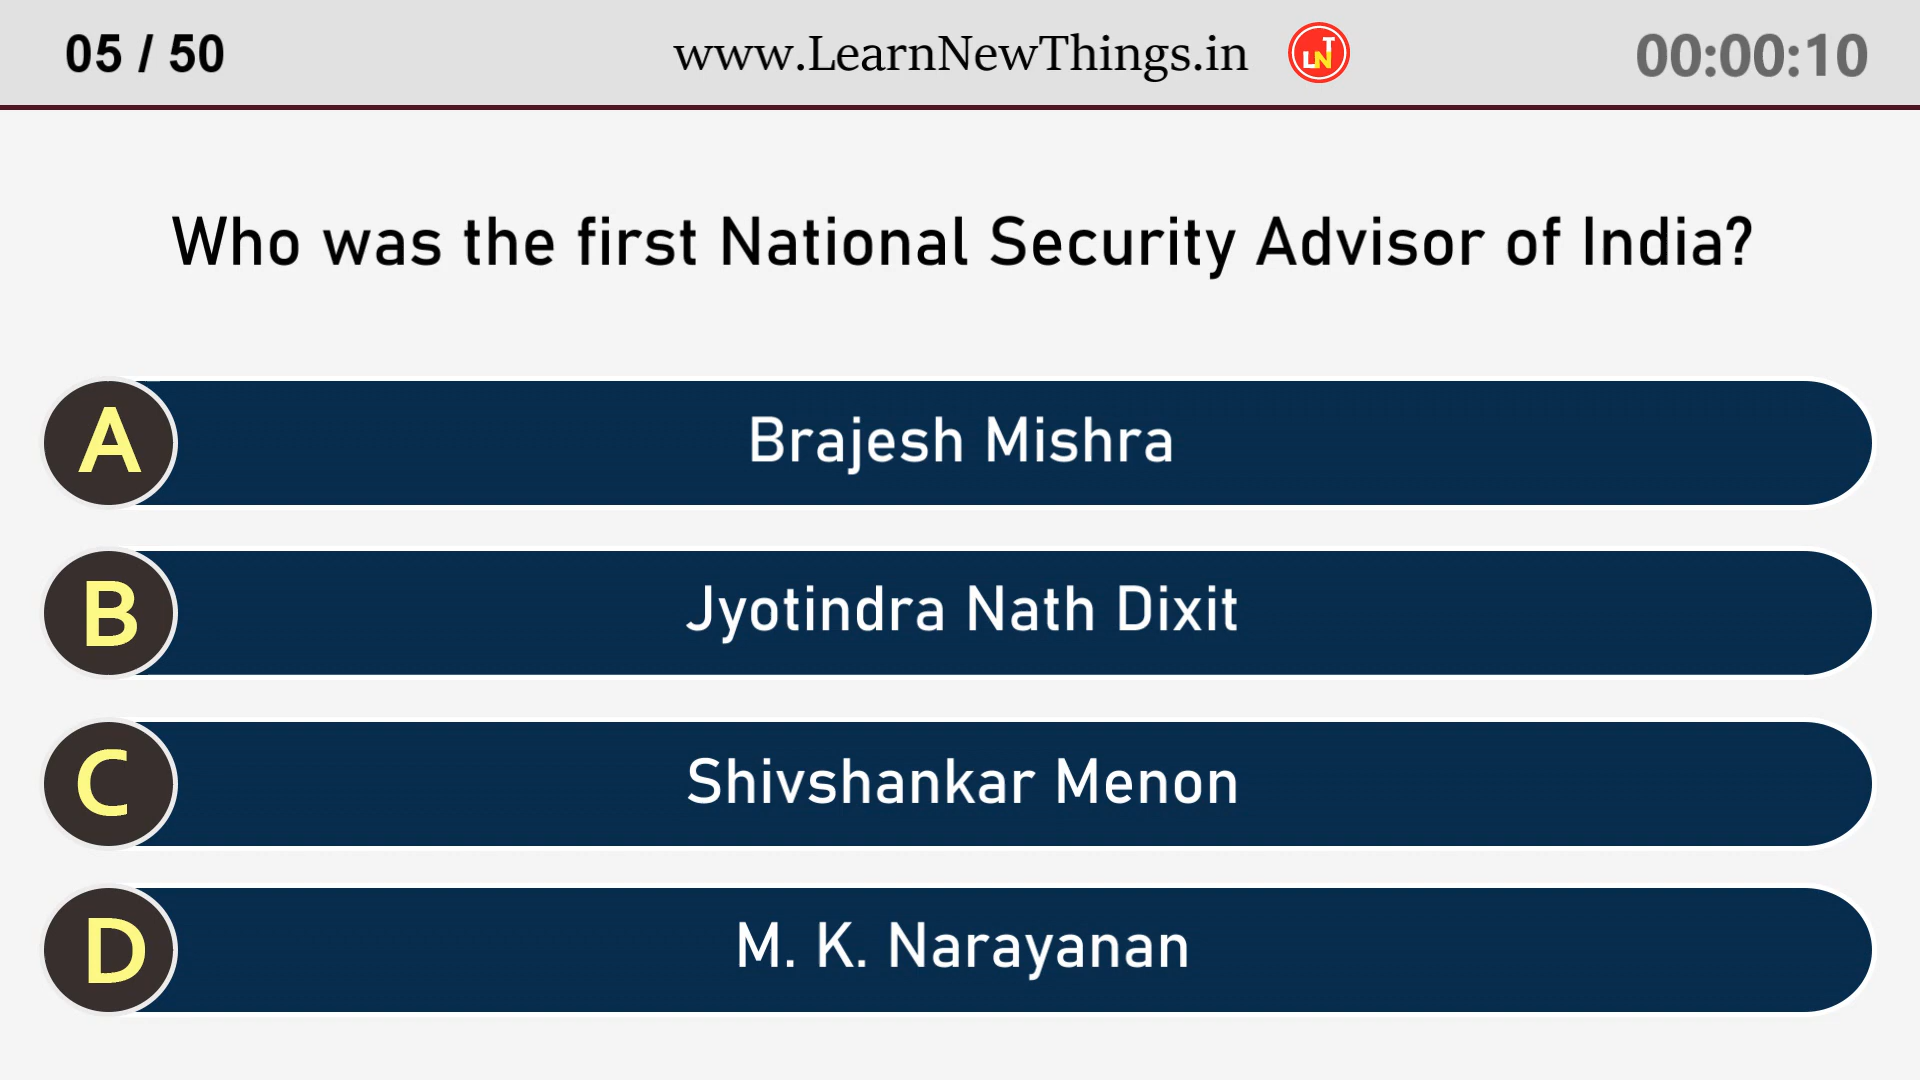 05 / 50
www.LearnNewThings.in
LNT
00:00:10
Who was the first National Security Advisor of India?
A
Brajesh Mishra
B
Jyotindra Nath Dixit
C
Shivshankar Menon
D
M. K. Narayanan